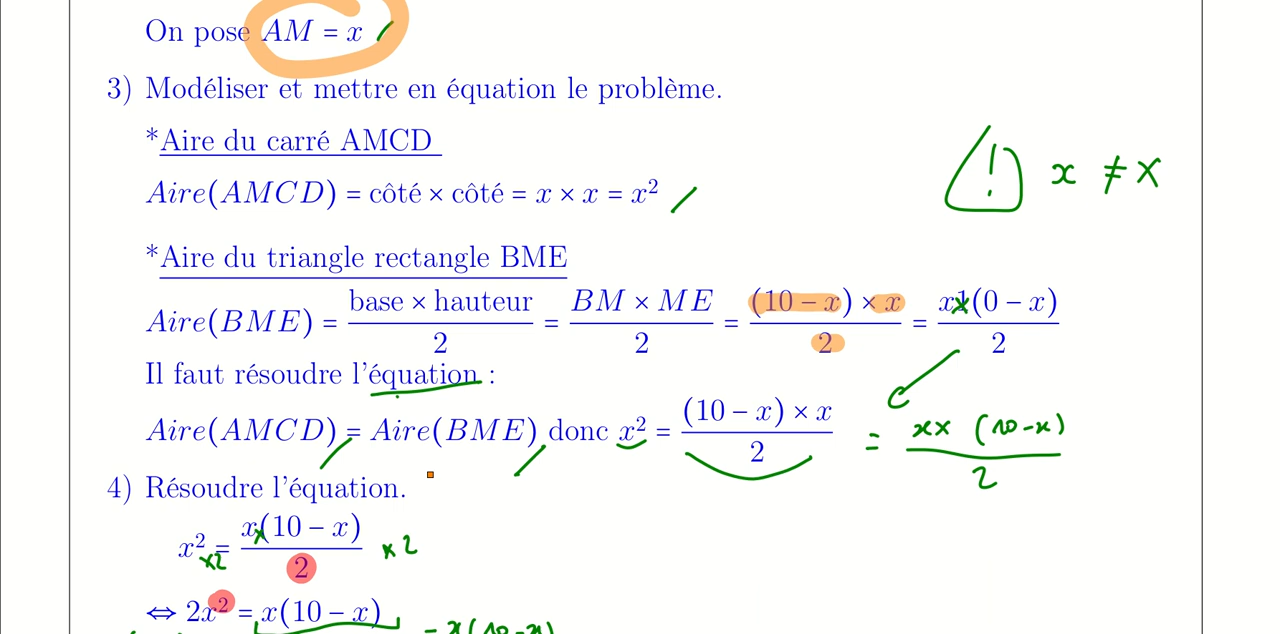 On pose AM = x
3) Modéliser et mettre en équation le problème.
*Aire du carré AMCD
Aire(AMCD) = côté × côté = x × x = x²
! x ≠ X
*Aire du triangle rectangle BME
Aire(BME) = base × hauteur / 2 = BM × ME / 2 = (10 − x) × x / 2 = x1(0 − x) / 2
Il faut résoudre l'équation :
Aire(AMCD) = Aire(BME) donc x² = (10 − x) × x / 2 = x× (10-x) / 2
4) Résoudre l'équation.
x² = x(10 − x) / 2
×2 × ×2
⇔ 2x² = x(10 − x)
= x(10-x)